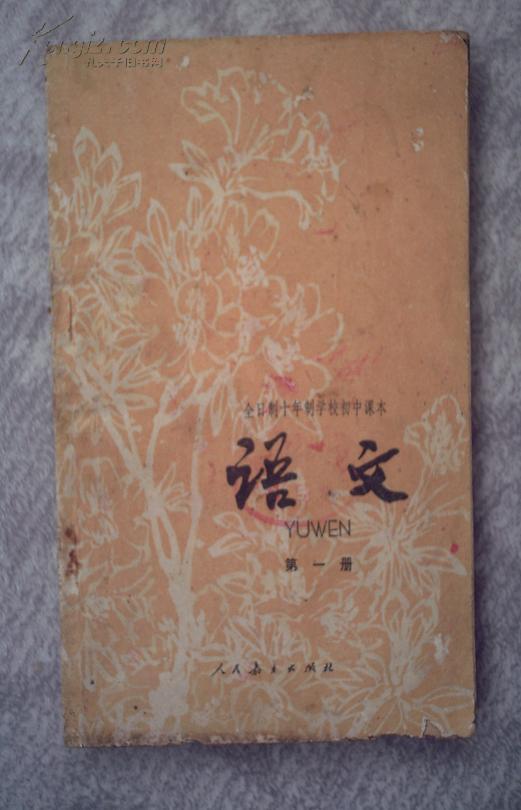 Kongfz.com
孔夫子旧书网
全日制十年制学校初中课本
语文
YUWEN
第一册
人民教育出版社